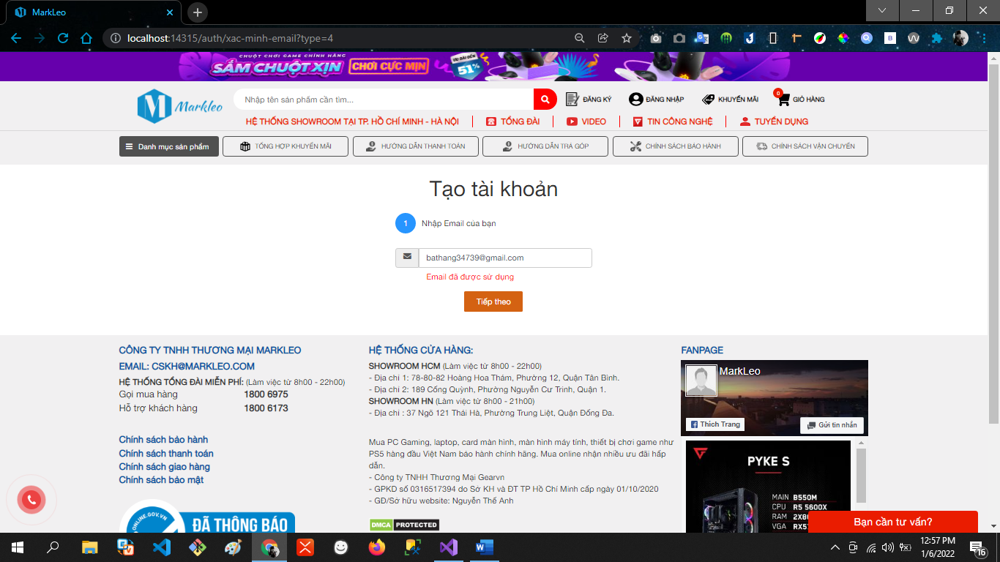 MarkLeo
localhost:14315/auth/xac-minh-email?type=4
CHUỘT CHƠI GAME CHÍNH HÃNG
SẮM CHUỘT XỊN
CHƠI CỰC MỊN
ƯU ĐÃI ĐẾN
51%
Markleo
Nhập tên sản phẩm cần tìm...
ĐĂNG KÝ
ĐĂNG NHẬP
KHUYẾN MÃI
0
GIỎ HÀNG
HỆ THỐNG SHOWROOM TẠI TP. HỒ CHÍ MINH - HÀ NỘI
TỔNG ĐÀI
VIDEO
TIN CÔNG NGHỆ
TUYỂN DỤNG
Danh mục sản phẩm
TỔNG HỢP KHUYẾN MÃI
HƯỚNG DẪN THANH TOÁN
HƯỚNG DẪN TRẢ GÓP
CHÍNH SÁCH BẢO HÀNH
CHÍNH SÁCH VẬN CHUYỂN
Tạo tài khoản
1 Nhập Email của bạn
bathang34739@gmail.com
Email đã được sử dụng
Tiếp theo
CÔNG TY TNHH THƯƠNG MẠI MARKLEO
EMAIL: CSKH@MARKLEO.COM
HỆ THỐNG TỔNG ĐÀI MIỄN PHÍ: (Làm việc từ 8h00 - 22h00)
Gọi mua hàng 1800 6975
Hỗ trợ khách hàng 1800 6173
Chính sách bảo hành
Chính sách thanh toán
Chính sách giao hàng
Chính sách bảo mật
ONLINE.GOV.VN
ĐÃ THÔNG BÁO
HỆ THỐNG CỬA HÀNG:
SHOWROOM HCM (Làm việc từ 8h00 - 22h00)
- Địa chỉ 1: 78-80-82 Hoàng Hoa Thám, Phường 12, Quận Tân Bình.
- Địa chỉ 2: 189 Cống Quỳnh, Phường Nguyễn Cư Trinh, Quận 1.
SHOWROOM HN (Làm việc từ 8h00 - 21h00)
- Địa chỉ : 37 Ngõ 121 Thái Hà, Phường Trung Liệt, Quận Đống Đa.
Mua PC Gaming, laptop, card màn hình, màn hình máy tính, thiết bị chơi game như
PS5 hàng đầu Việt Nam bảo hành chính hãng. Mua online nhận nhiều ưu đãi hấp
dẫn.
- Công ty TNHH Thương Mại Gearvn
- GPKD số 0316517394 do Sở KH và ĐT TP Hồ Chí Minh cấp ngày 01/10/2020
- GĐ/Sở hữu website: Nguyễn Thế Anh
DMCA PROTECTED
FANPAGE
MarkLeo
Thích Trang
Gửi tin nhắn
PYKE S
MAIN B550M
CPU R5 5600X
RAM
VGA
Bạn cần tư vấn?
12:57 PM
1/6/2022
16